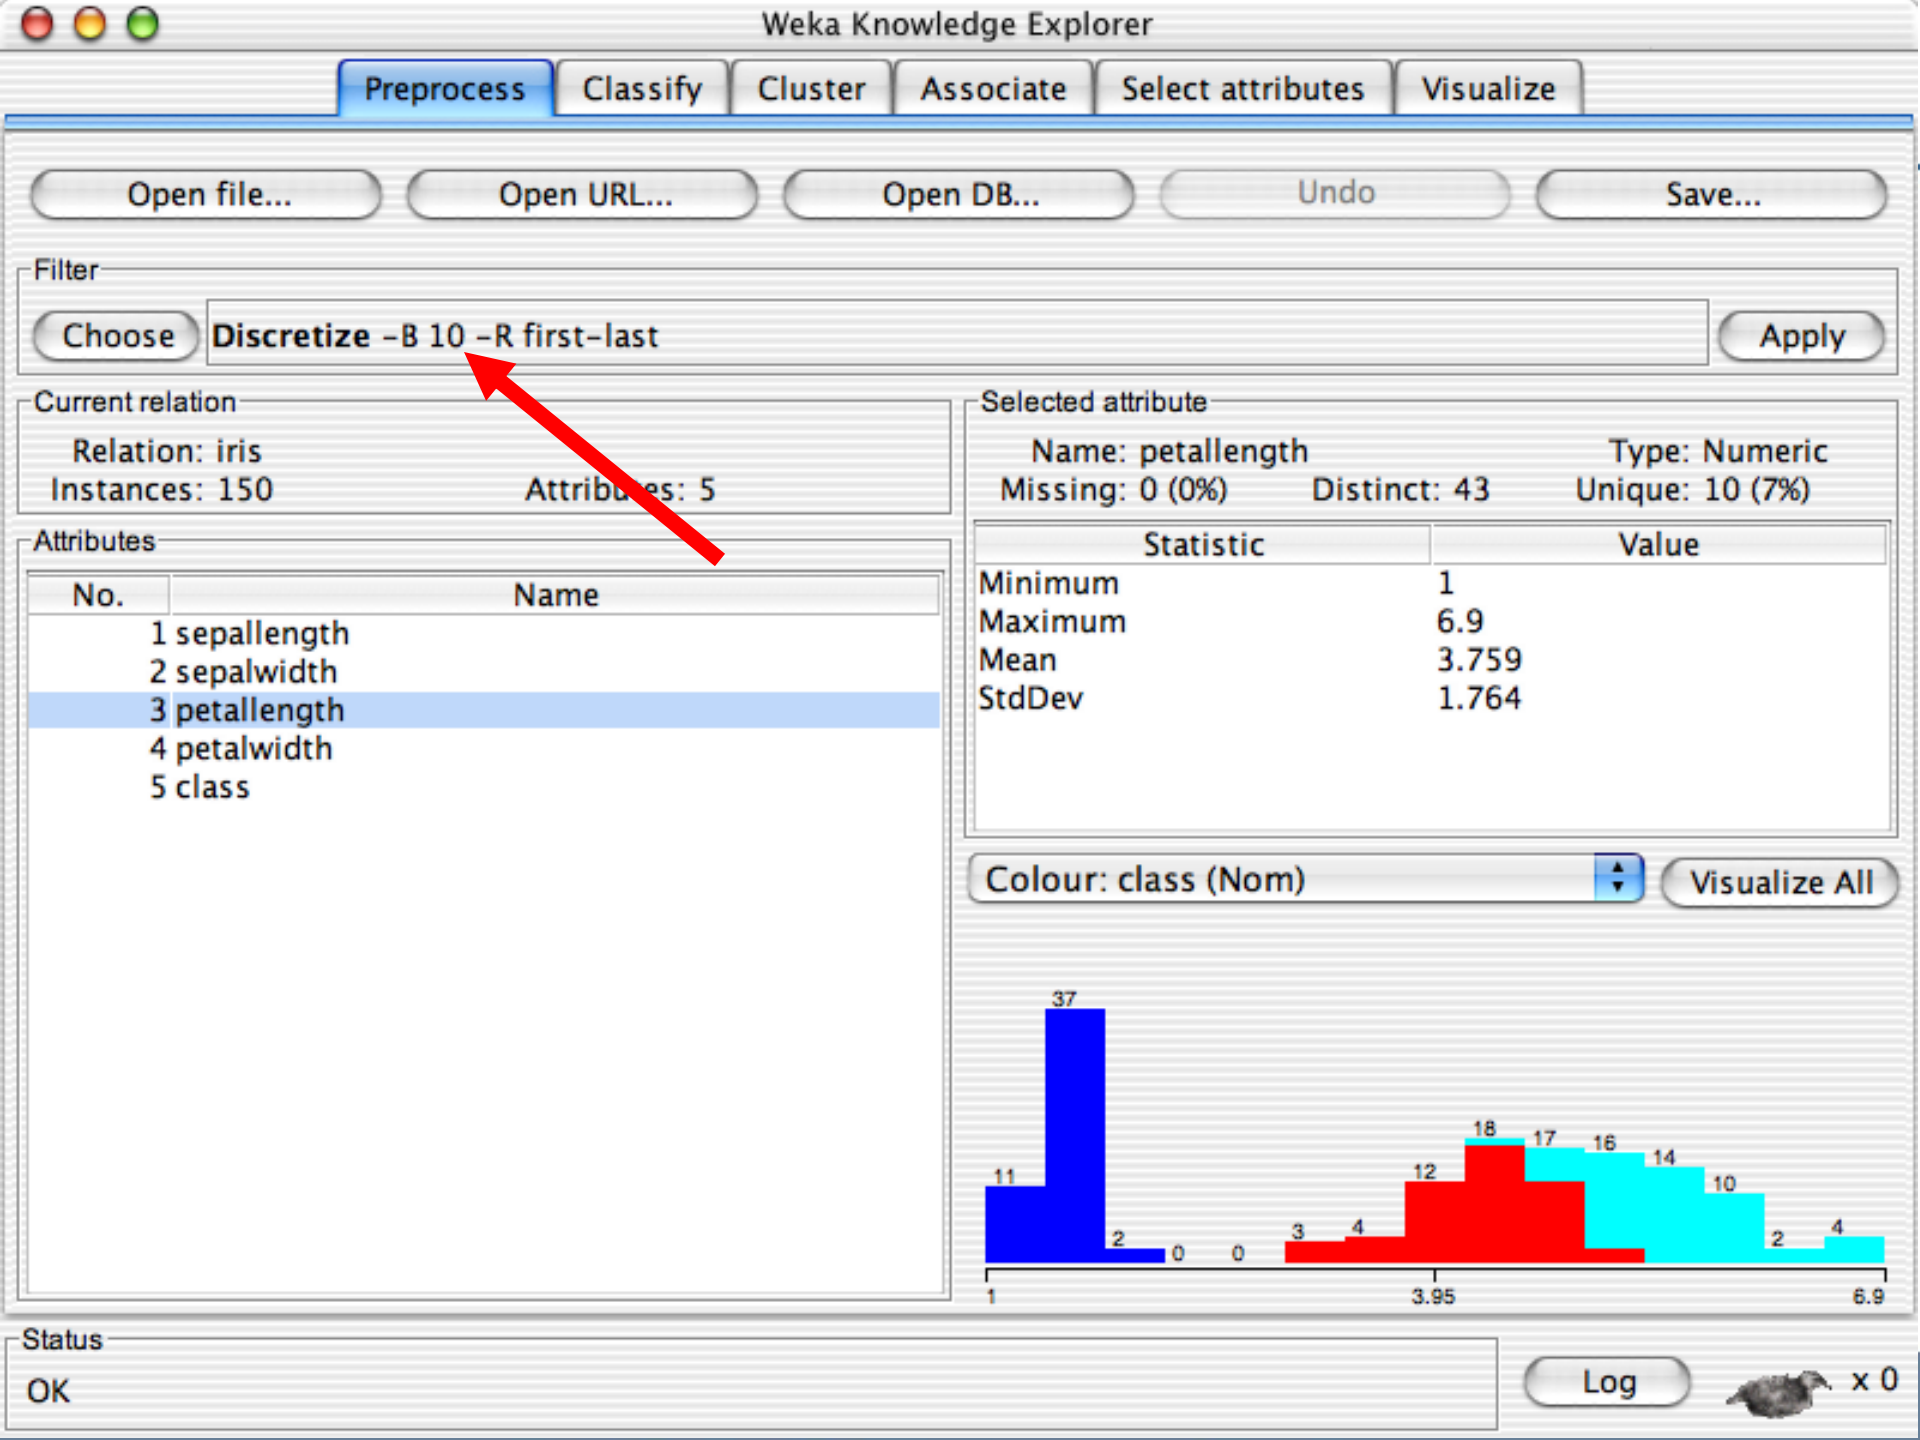 Weka Knowledge Explorer
Preprocess Classify Cluster Associate Select attributes Visualize
Open file... Open URL... Open DB... Undo Save...
Filter
Choose Discretize -B 10 -R first-last Apply
Current relation
Relation: iris
Instances: 150 Attributes: 5
Selected attribute
Name: petallength Type: Numeric
Missing: 0 (0%) Distinct: 43 Unique: 10 (7%)
Attributes
No. Name
1 sepallength
2 sepalwidth
3 petallength
4 petalwidth
5 class
Statistic Value
Minimum 1
Maximum 6.9
Mean 3.759
StdDev 1.764
Colour: class (Nom) Visualize All
37
18 17 16 14
11 12 10
2 0 0 3 4 2 4
1 3.95 6.9
Status
OK
Log x 0